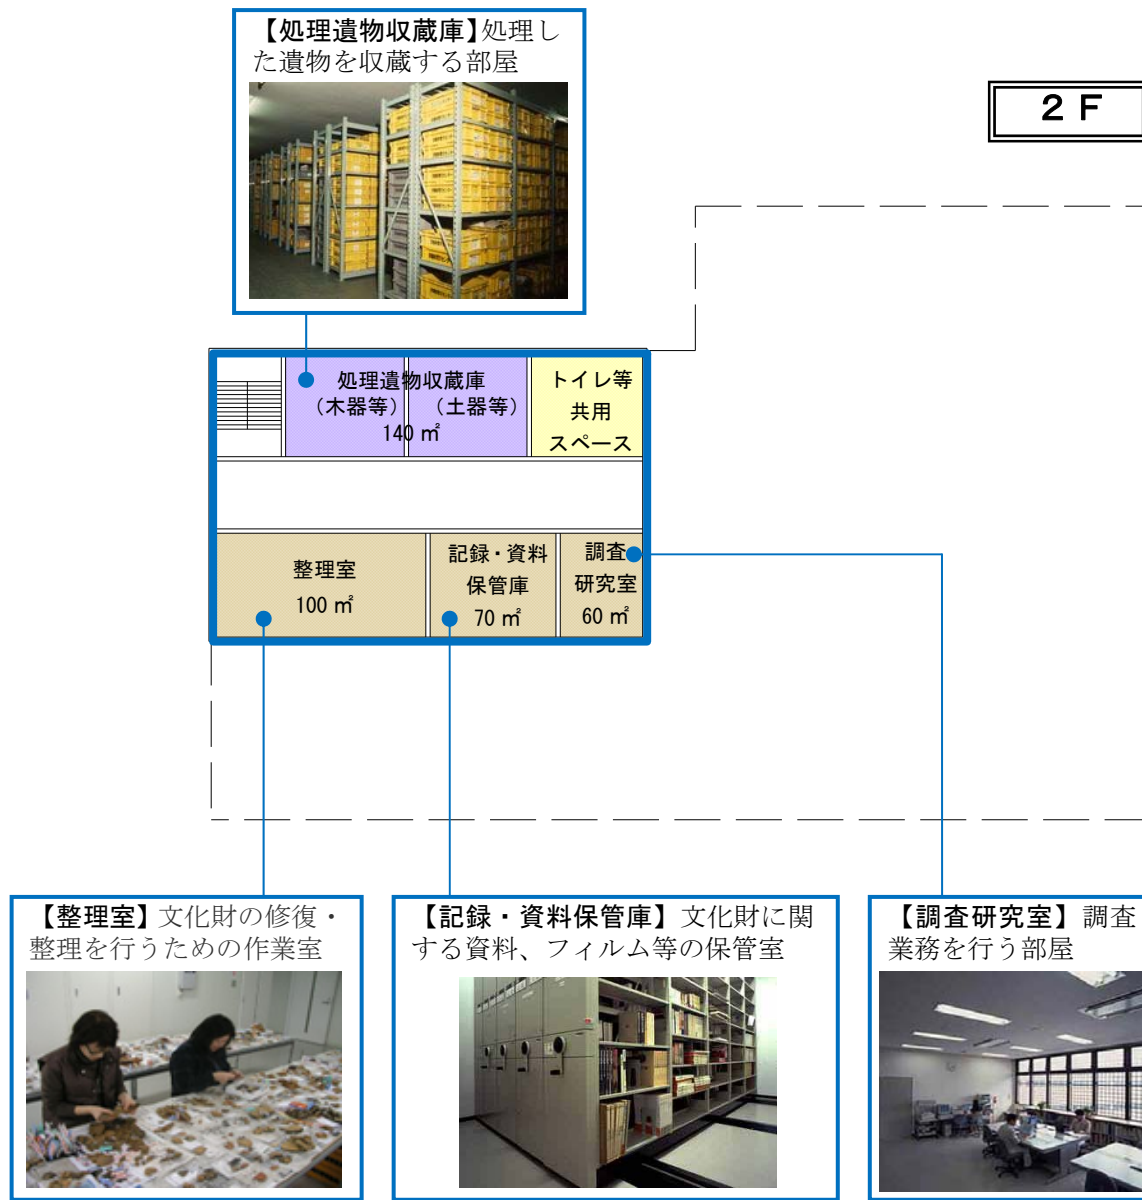 【処理遺物収蔵庫】処理し
た遺物を収蔵する部屋
２Ｆ
処理遺物収蔵庫
（木器等）（土器等）
140 ㎡
トイレ等
共用
スペース
整理室
100 ㎡
記録・資料
保管庫
70 ㎡
調査
研究室
60 ㎡
【整理室】文化財の修復・
整理を行うための作業室
【記録・資料保管庫】文化財に関
する資料、フィルム等の保管室
【調査研究室】調査
業務を行う部屋